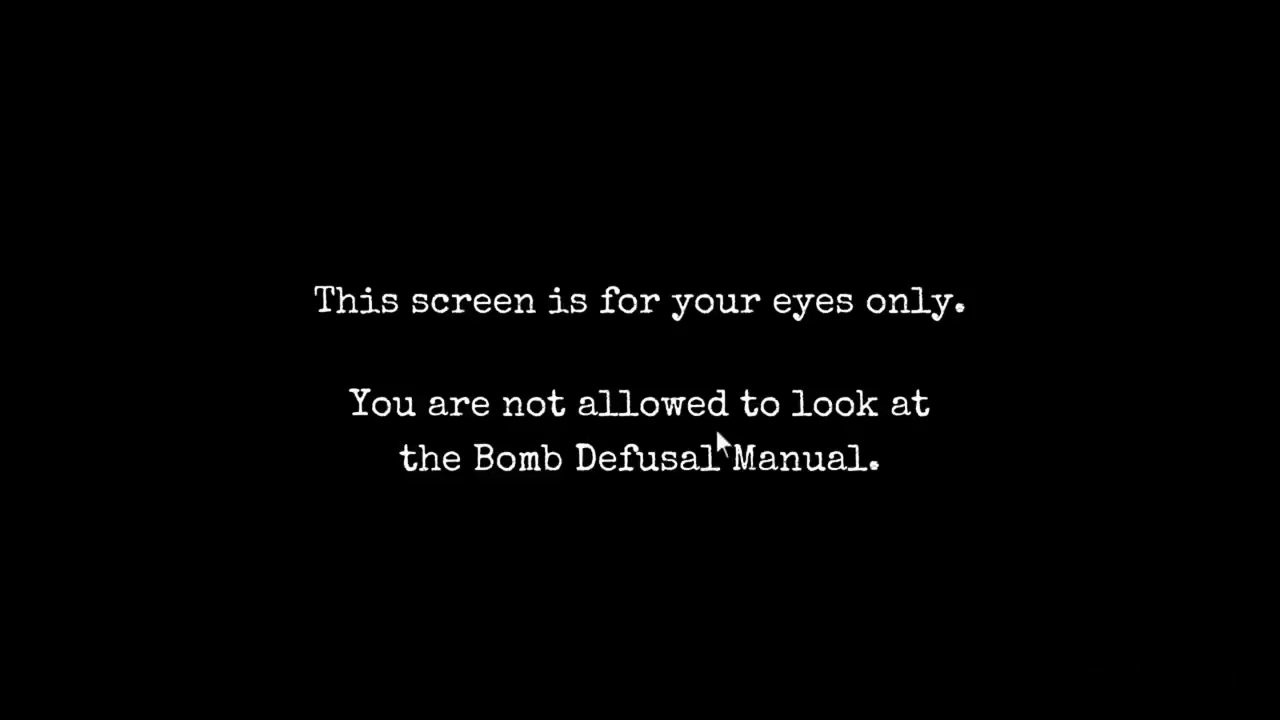 This screen is for your eyes only.
You are not allowed to look at
the Bomb Defusal Manual.